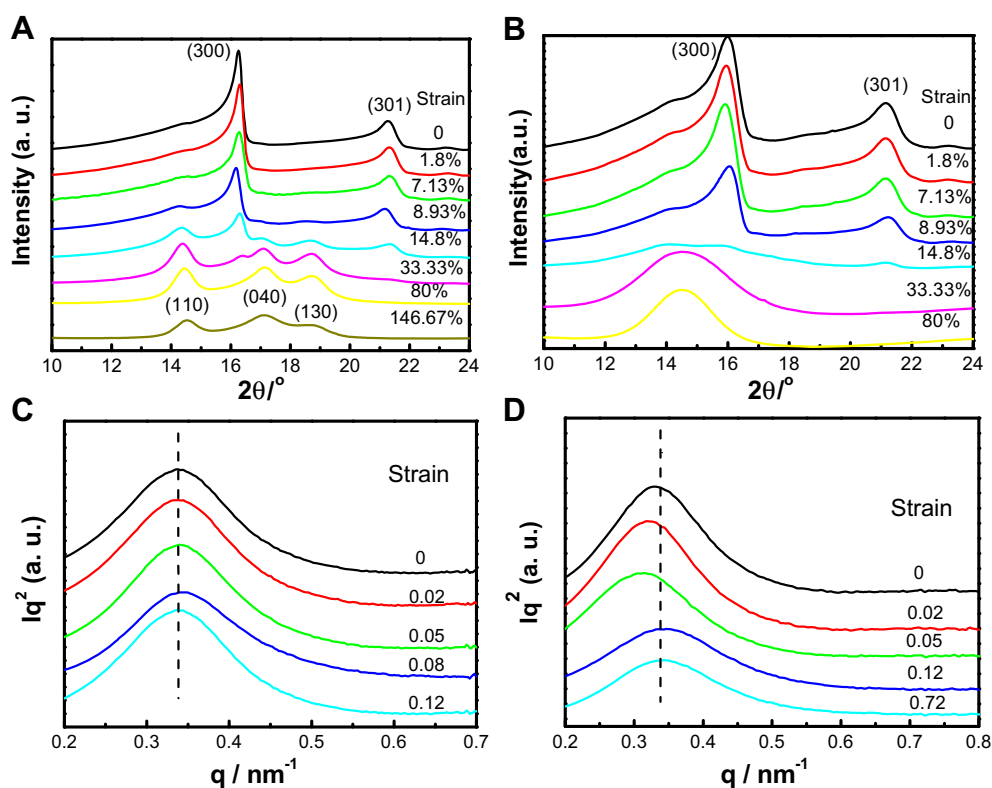 A
(300)
(301)
Strain
0
1.8%
7.13%
8.93%
14.8%
33.33%
80%
146.67%
(110)
(040)
(130)
Intensity (a. u.)
10 12 14 16 18 20 22 24
2θ/°
B
(300)
(301)
Strain
0
1.8%
7.13%
8.93%
14.8%
33.33%
80%
Intensity(a.u.)
10 12 14 16 18 20 22 24
2θ/°
C
Strain
0
0.02
0.05
0.08
0.12
Iq² (a. u.)
0.2 0.3 0.4 0.5 0.6 0.7
q / nm⁻¹
D
Strain
0
0.02
0.05
0.12
0.72
Iq² (a. u.)
0.2 0.3 0.4 0.5 0.6 0.7 0.8
q / nm⁻¹